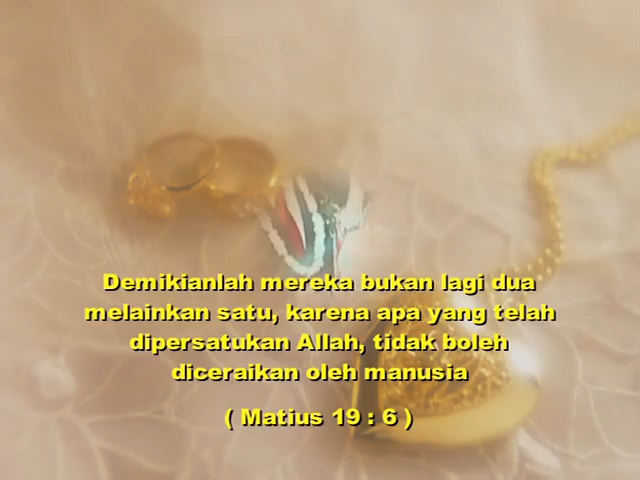 Demikianlah mereka bukan lagi dua
melainkan satu, karena apa yang telah
dipersatukan Allah, tidak boleh
diceraikan oleh manusia
( Matius 19 : 6 )